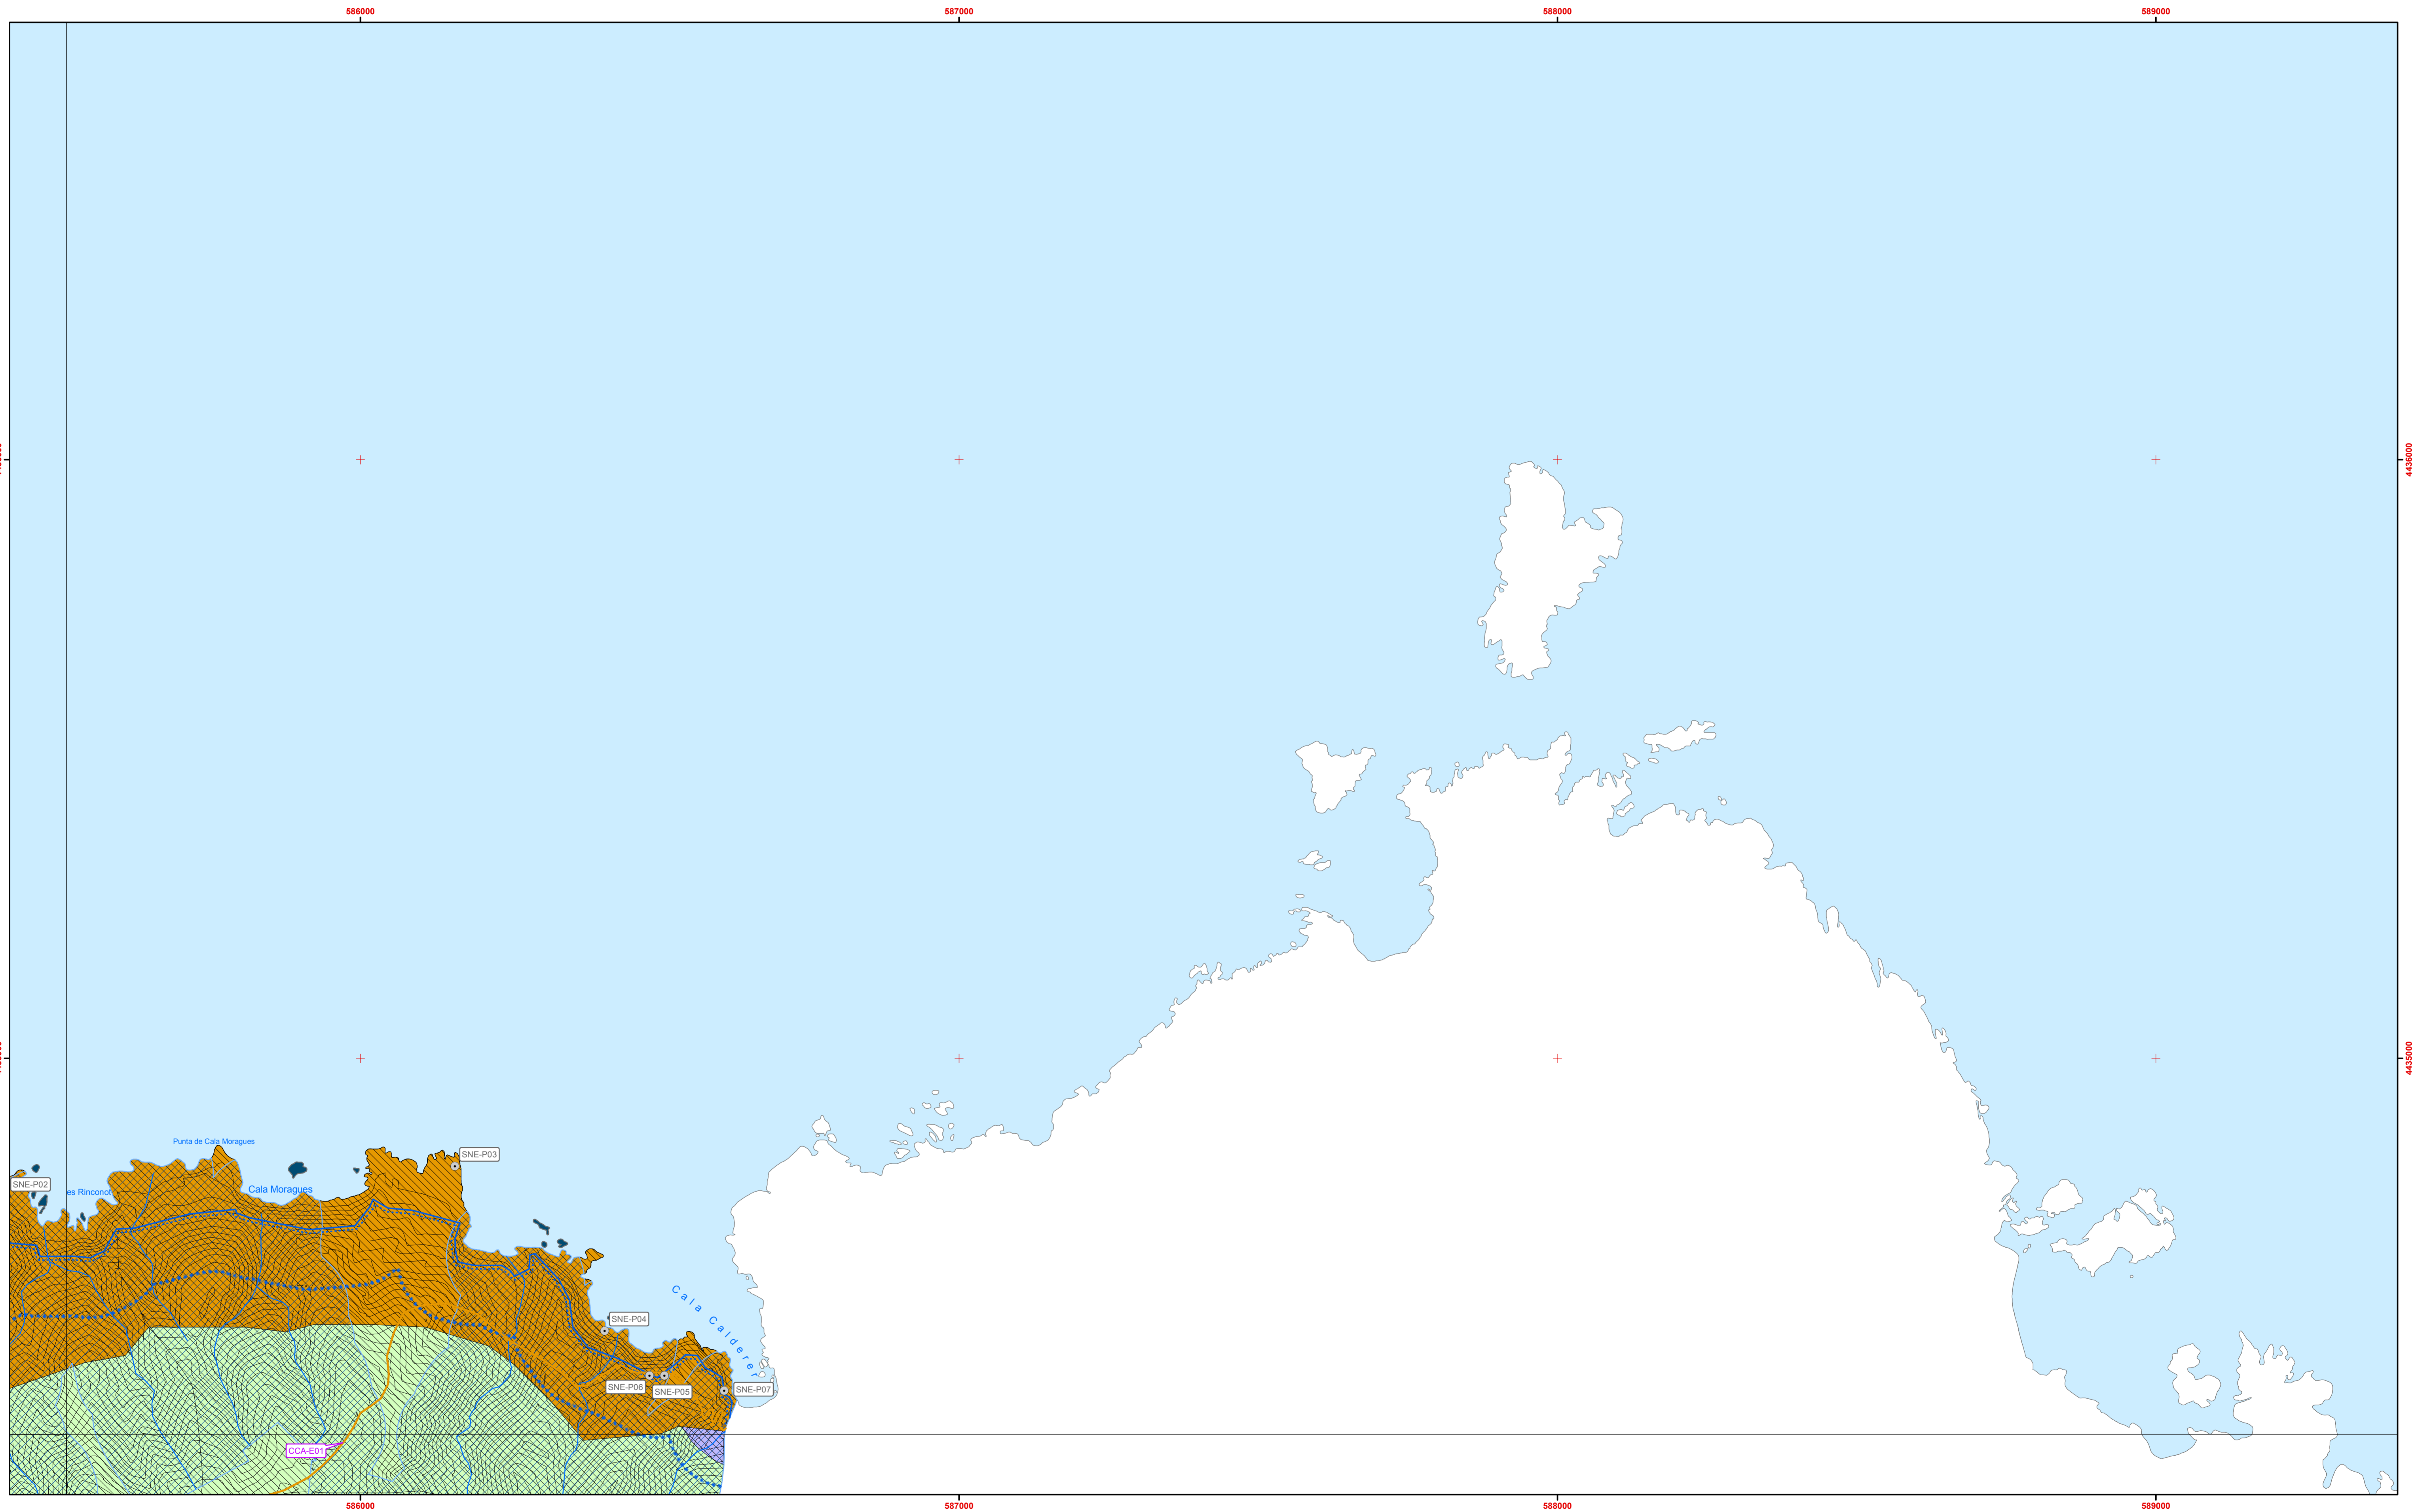 586000
587000
588000
589000
4436000
4435000
Punta de Cala Moragues
SNE-P03
SNE-P02
es Rinconot
Cala Moragues
Cala Calderer
SNE-P04
SNE-P06
SNE-P05
SNE-P07
CCA-E01
586000
587000
588000
589000